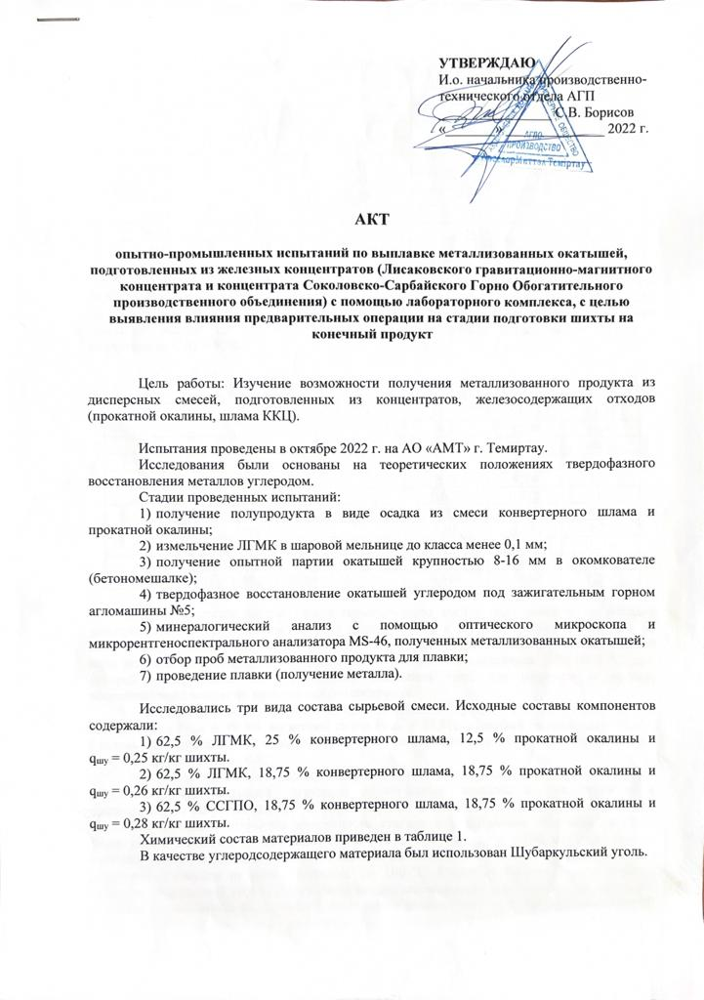 УТВЕРЖДАЮ
И.о. начальника производственно-
технического отдела АГП
С.В. Борисов
«        »                 2022 г.
АГЛО
ПРОИЗВОДСТВО
АКТ
опытно-промышленных испытаний по выплавке металлизованных окатышей,
подготовленных из железных концентратов (Лисаковского гравитационно-магнитного
концентрата и концентрата Соколовско-Сарбайского Горно Обогатительного
производственного объединения) с помощью лабораторного комплекса, с целью
выявления влияния предварительных операции на стадии подготовки шихты на
конечный продукт
Цель работы: Изучение возможности получения металлизованного продукта из
дисперсных смесей, подготовленных из концентратов, железосодержащих отходов
(прокатной окалины, шлама ККЦ).
Испытания проведены в октябре 2022 г. на АО «АМТ» г. Темиртау.
Исследования были основаны на теоретических положениях твердофазного
восстановления металлов углеродом.
Стадии проведенных испытаний:
1) получение полупродукта в виде осадка из смеси конвертерного шлама и
прокатной окалины;
2) измельчение ЛГМК в шаровой мельнице до класса менее 0,1 мм;
3) получение опытной партии окатышей крупностью 8-16 мм в окомкователе
(бетономешалке);
4) твердофазное восстановление окатышей углеродом под зажигательным горном
агломашины №5;
5) минералогический анализ с помощью оптического микроскопа и
микрорентгеноспектрального анализатора MS-46, полученных металлизованных окатышей;
6) отбор проб металлизованного продукта для плавки;
7) проведение плавки (получение металла).
Исследовались три вида состава сырьевой смеси. Исходные составы компонентов
содержали:
1) 62,5 % ЛГМК, 25 % конвертерного шлама, 12,5 % прокатной окалины и
qшу = 0,25 кг/кг шихты.
2) 62,5 % ЛГМК, 18,75 % конвертерного шлама, 18,75 % прокатной окалины и
qшу = 0,26 кг/кг шихты.
3) 62,5 % ССГПО, 18,75 % конвертерного шлама, 18,75 % прокатной окалины и
qшу = 0,28 кг/кг шихты.
Химический состав материалов приведен в таблице 1.
В качестве углеродсодержащего материала был использован Шубаркульский уголь.